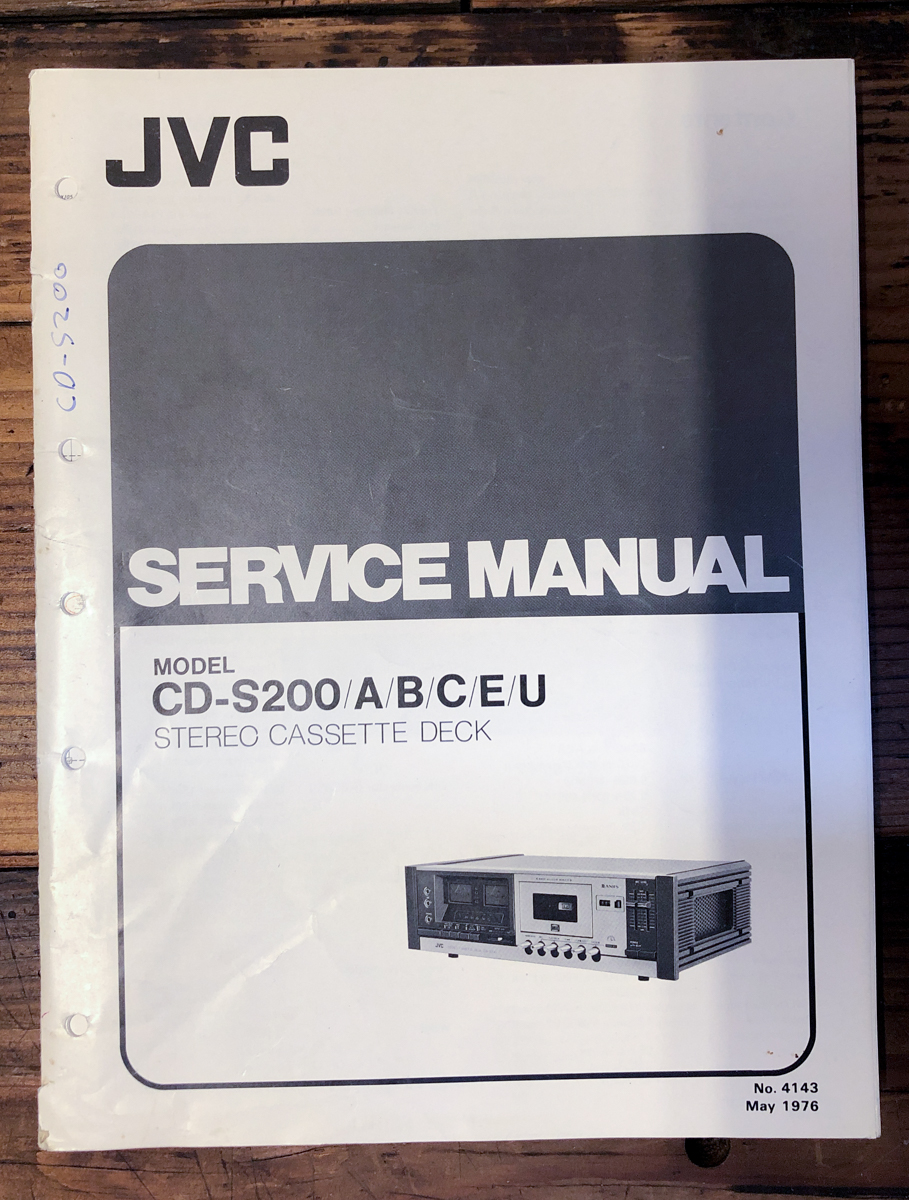 JVC
CD-S200
SERVICE MANUAL
MODEL
CD-S200/A/B/C/E/U
STEREO CASSETTE DECK
JVC
No. 4143
May 1976